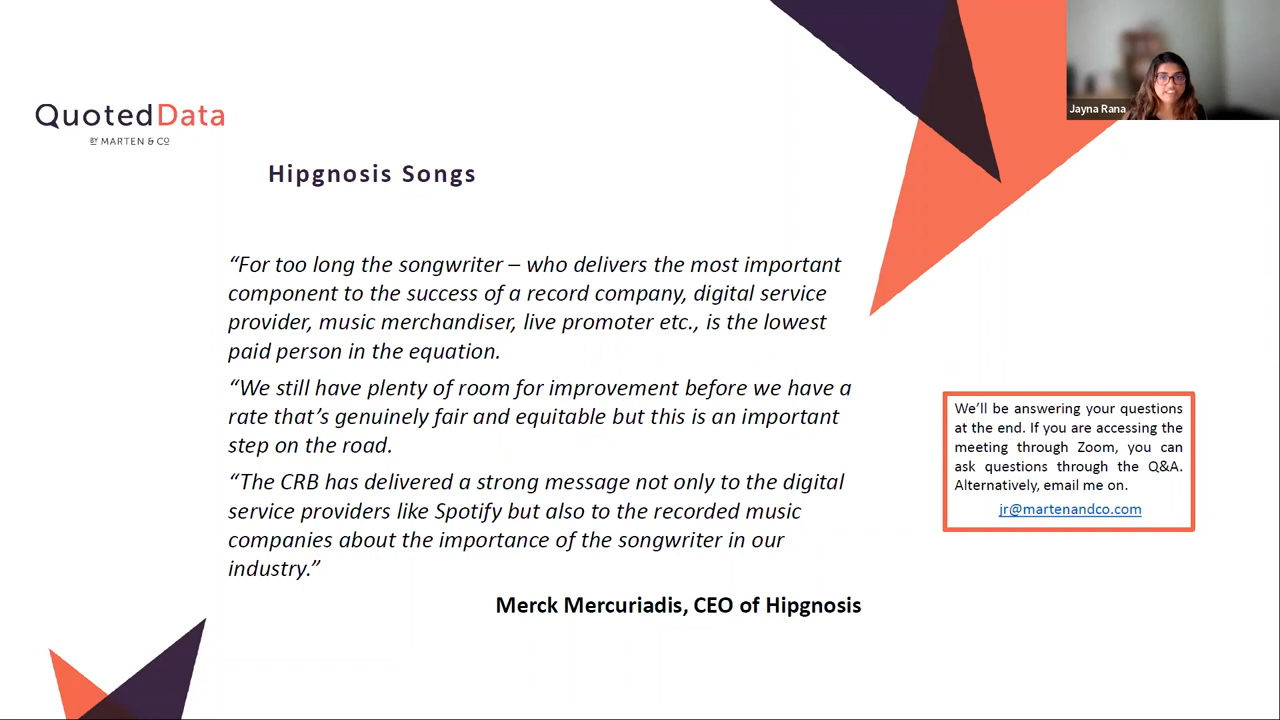 Jayna Rana
QuotedData
BY MARTEN & CO
Hipgnosis Songs
“For too long the songwriter – who delivers the most important
component to the success of a record company, digital service
provider, music merchandiser, live promoter etc., is the lowest
paid person in the equation.
“We still have plenty of room for improvement before we have a
rate that’s genuinely fair and equitable but this is an important
step on the road.
“The CRB has delivered a strong message not only to the digital
service providers like Spotify but also to the recorded music
companies about the importance of the songwriter in our
industry.”
Merck Mercuriadis, CEO of Hipgnosis
We’ll be answering your questions
at the end. If you are accessing the
meeting through Zoom, you can
ask questions through the Q&A.
Alternatively, email me on.
jr@martenandco.com